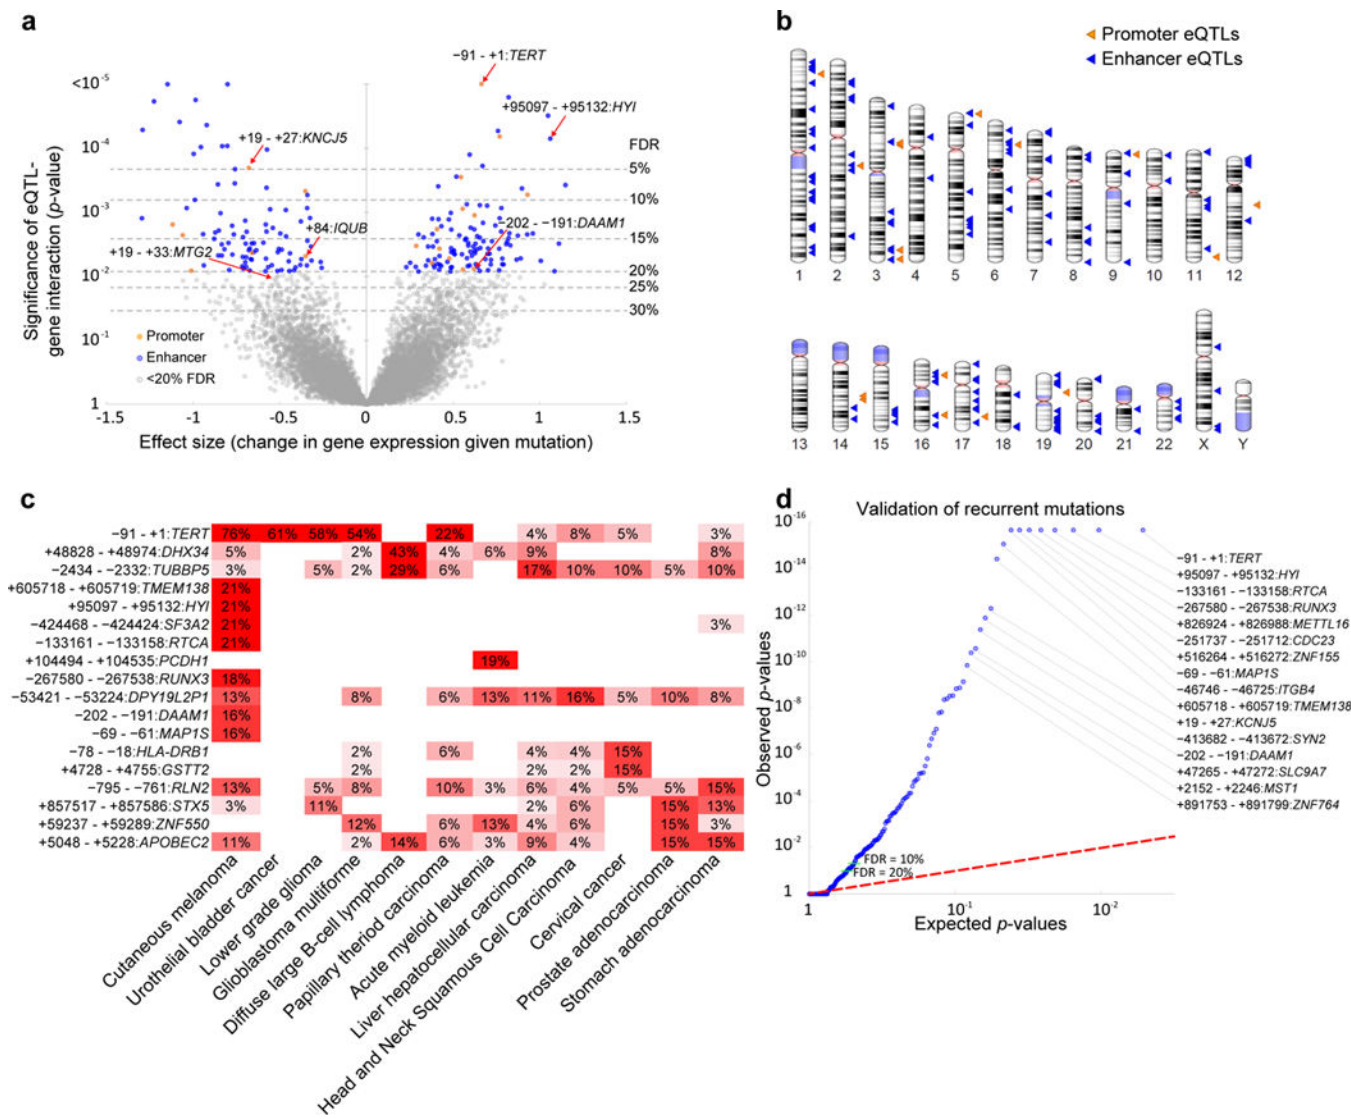 a
−91 - +1:TERT
<10-5
+95097 - +95132:HYI
+19 - +27:KNCJ5
10-4
FDR
5%
10%
10-3
15%
+84:IQUB
−202 - −191:DAAM1
+19 - +33:MTG2
10-2
20%
25%
30%
10-1
Promoter
Enhancer
<20% FDR
1
−1.5
−1
−0.5
0
0.5
1
1.5
Significance of eQTL-
gene interaction (p-value)
Effect size (change in gene expression given mutation)
b
Promoter eQTLs
Enhancer eQTLs
1 2 3 4 5 6 7 8 9 10 11 12
13 14 15 16 17 18 19 20 21 22 X Y
c
−91 - +1:TERT 76% 61% 58% 54% 22% 4% 8% 5% 3%
+48828 - +48974:DHX34 5% 2% 43% 4% 6% 9% 8%
−2434 - −2332:TUBBP5 3% 5% 2% 29% 6% 17% 10% 10% 5% 10%
+605718 - +605719:TMEM138 21%
+95097 - +95132:HYI 21%
−424468 - −424424:SF3A2 21% 3%
−133161 - −133158:RTCA 21%
+104494 - +104535:PCDH1 19%
−267580 - −267538:RUNX3 18%
−53421 - −53224:DPY19L2P1 13% 8% 6% 13% 11% 16% 5% 10% 8%
−202 - −191:DAAM1 16%
−69 - −61:MAP1S 16%
−78 - −18:HLA-DRB1 2% 6% 4% 4% 15%
+4728 - +4755:GSTT2 2% 2% 2% 15%
−795 - −761:RLN2 13% 5% 8% 10% 3% 6% 4% 5% 5% 15%
+857517 - +857586:STX5 3% 11% 2% 6% 15% 13%
+59237 - +59289:ZNF550 12% 6% 13% 4% 6% 15% 3%
+5048 - +5228:APOBEC2 11% 2% 14% 6% 3% 9% 4% 15% 15%
Cutaneous melanoma
Urothelial bladder cancer
Lower grade glioma
Glioblastoma multiforme
Diffuse large B-cell lymphoma
Papillary theriod carcinoma
Acute myeloid leukemia
Liver hepatocellular carcinoma
Head and Neck Squamous Cell Carcinoma
Cervical cancer
Prostate adenocarcinoma
Stomach adenocarcinoma
d
Validation of recurrent mutations
10-16
10-14
10-12
10-10
10-8
10-6
10-4
10-2
1
Observed p-values
−91 - +1:TERT
+95097 - +95132:HYI
−133161 - −133158:RTCA
−267580 - −267538:RUNX3
+826924 - +826988:METTL16
−251737 - −251712:CDC23
+516264 - +516272:ZNF155
−69 - −61:MAP1S
−46746 - −46725:ITGB4
+605718 - +605719:TMEM138
+19 - +27:KCNJ5
−413682 - −413672:SYN2
−202 - −191:DAAM1
+47265 - +47272:SLC9A7
+2152 - +2246:MST1
+891753 - +891799:ZNF764
FDR = 10%
FDR = 20%
1
10-1
10-2
Expected p-values